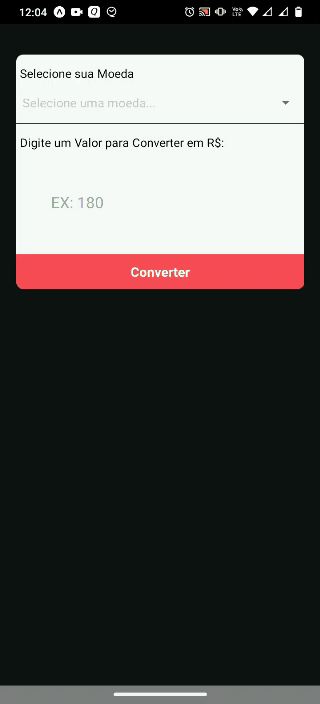 12:04
Selecione sua Moeda
Selecione uma moeda...
Digite um Valor para Converter em R$:
EX: 180
Converter